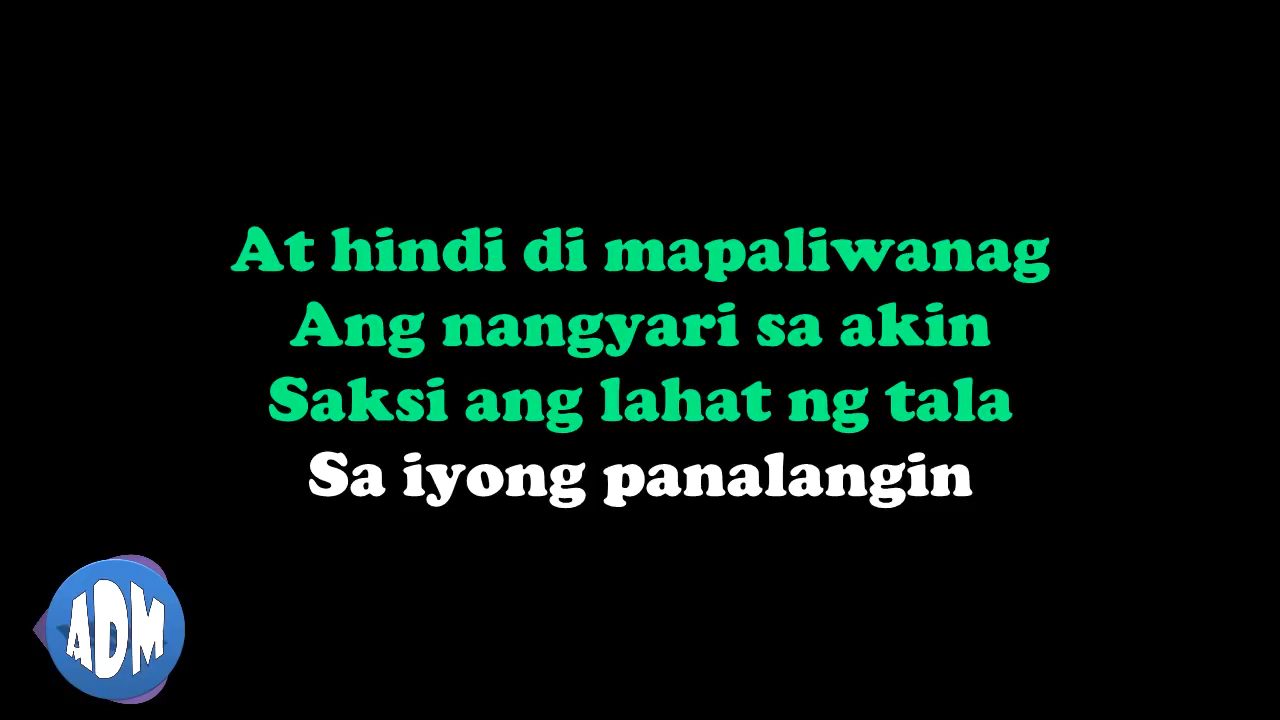 At hindi di mapaliwanag
Ang nangyari sa akin
Saksi ang lahat ng tala
Sa iyong panalangin
ADM